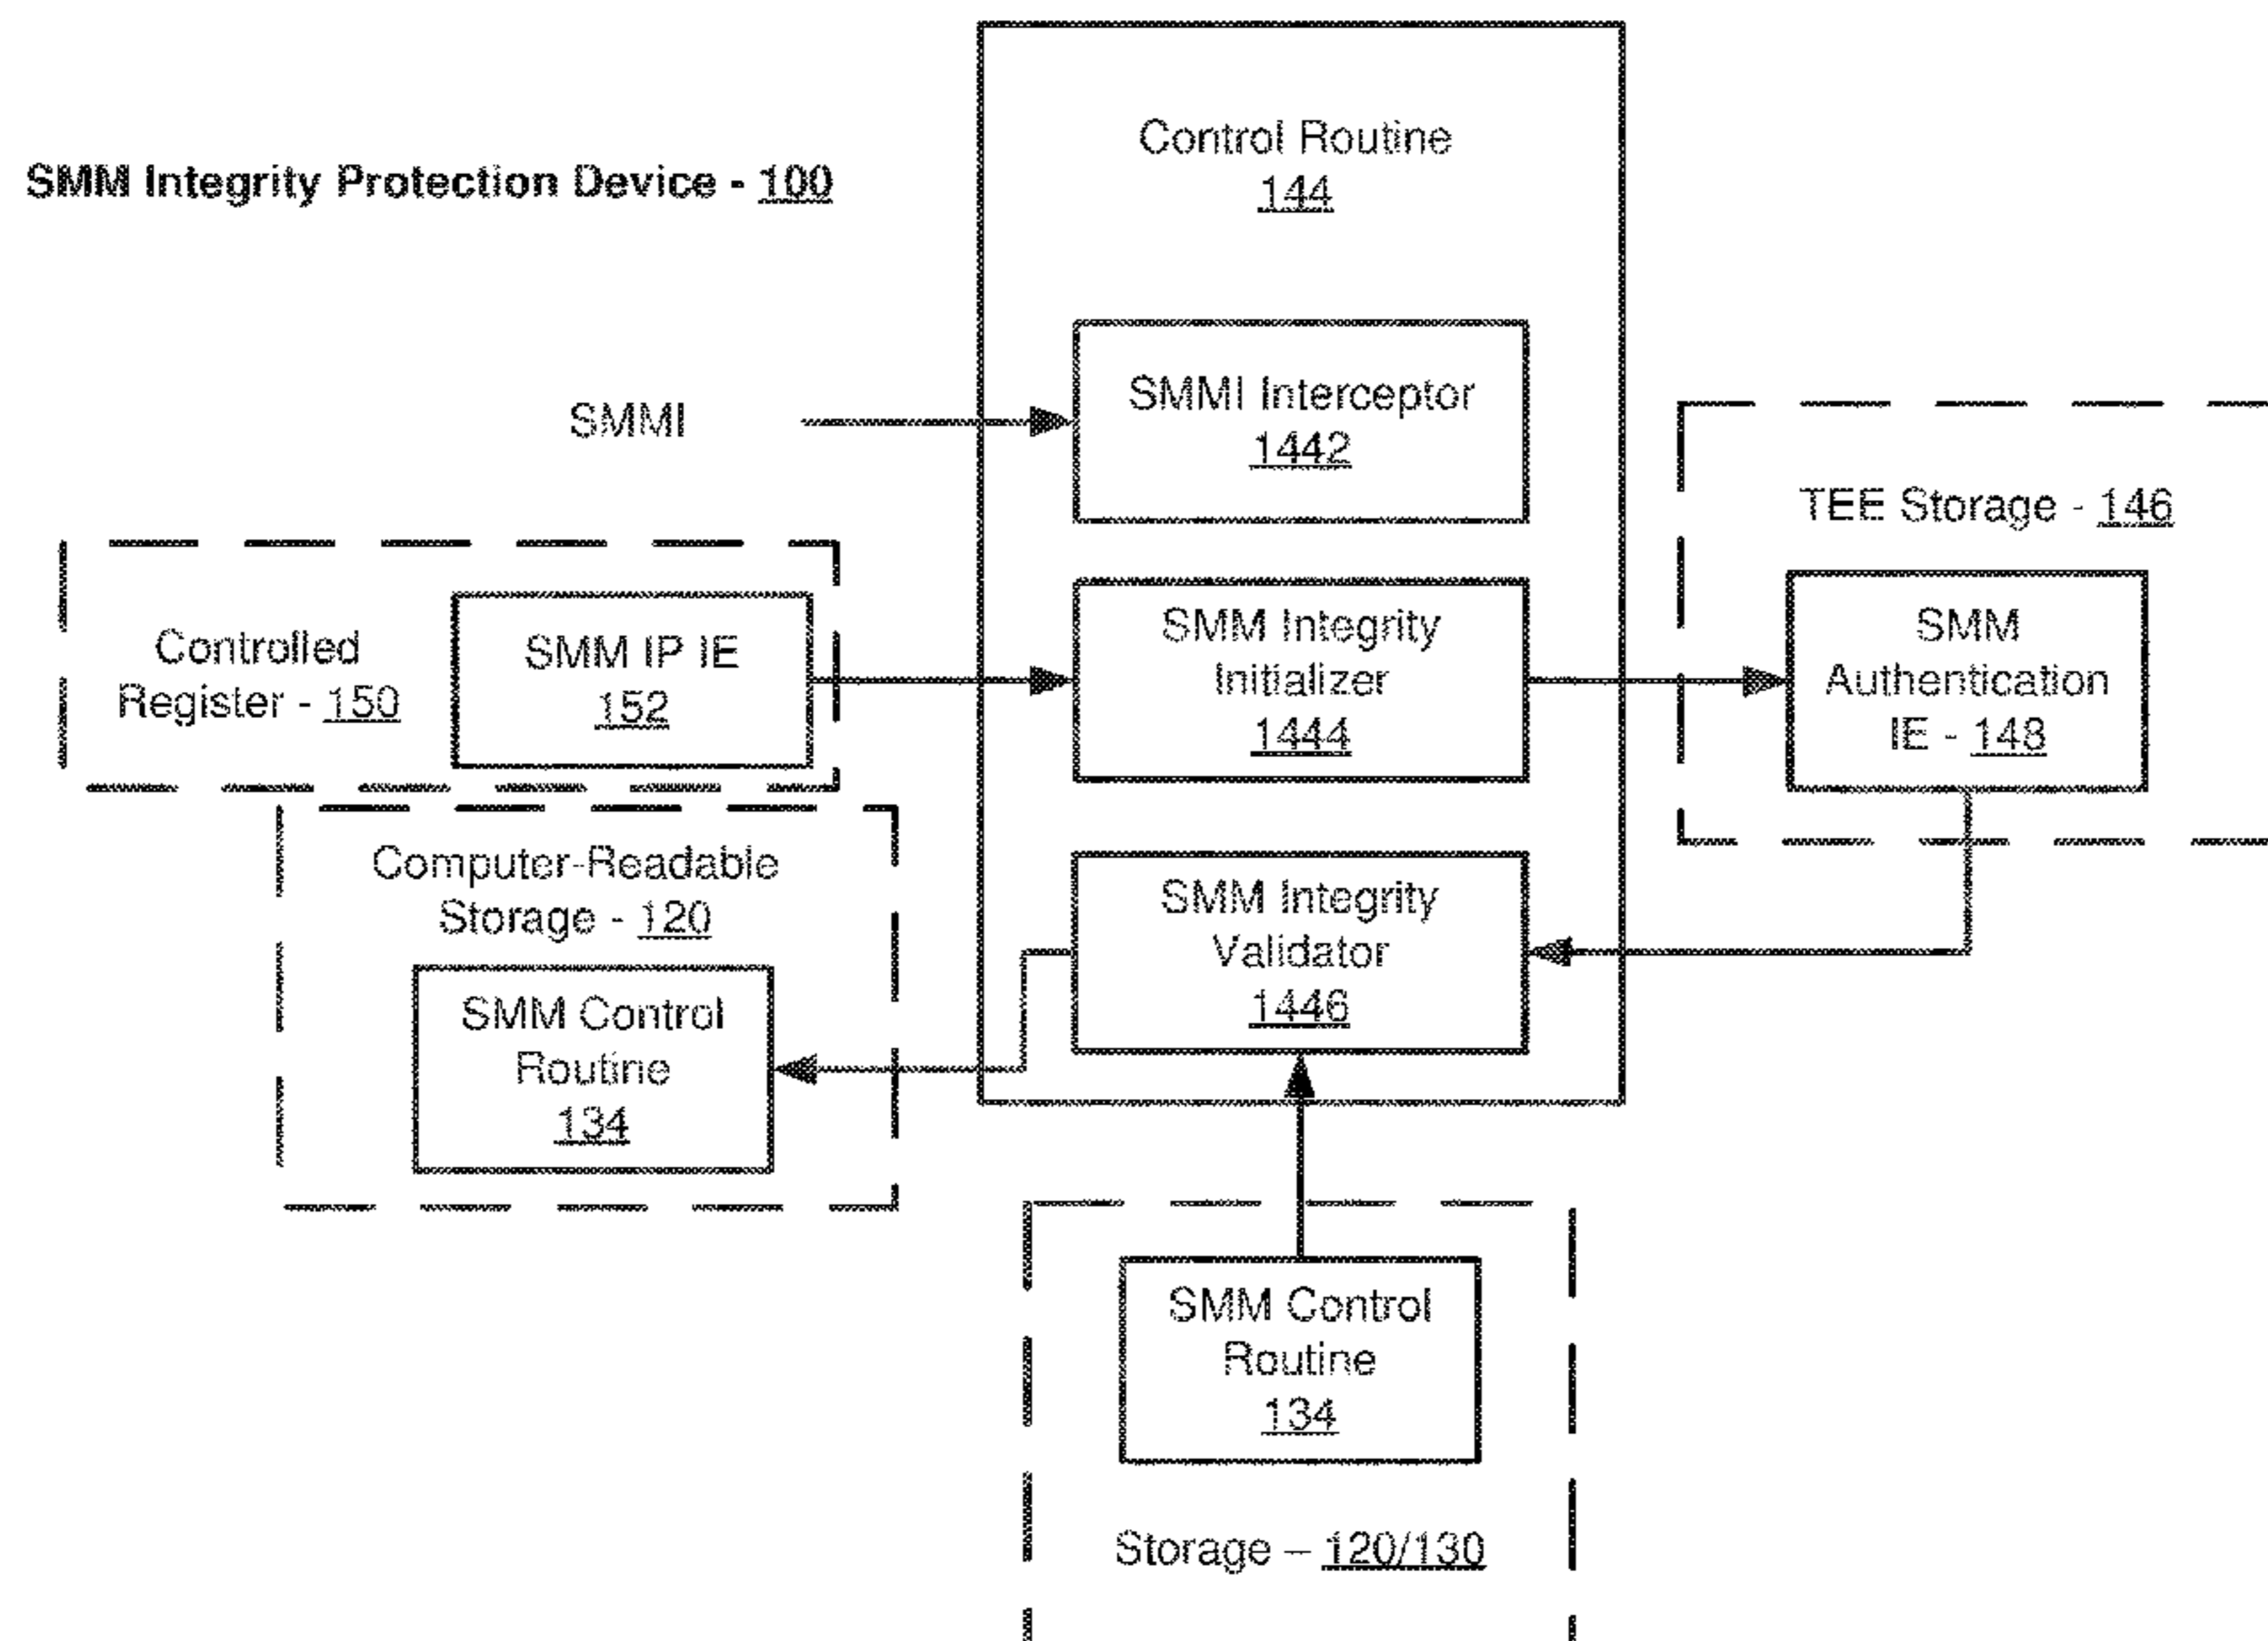 SMM Integrity Protection Device - 100
Control Routine
144
SMMI
SMMI Interceptor
1442
TEE Storage - 146
Controlled
Register - 150
SMM IP IE
152
SMM Integrity
Initializer
1444
SMM
Authentication
IE - 148
Computer-Readable
Storage - 120
SMM Control
Routine
134
SMM Integrity
Validator
1446
SMM Control
Routine
134
Storage – 120/130